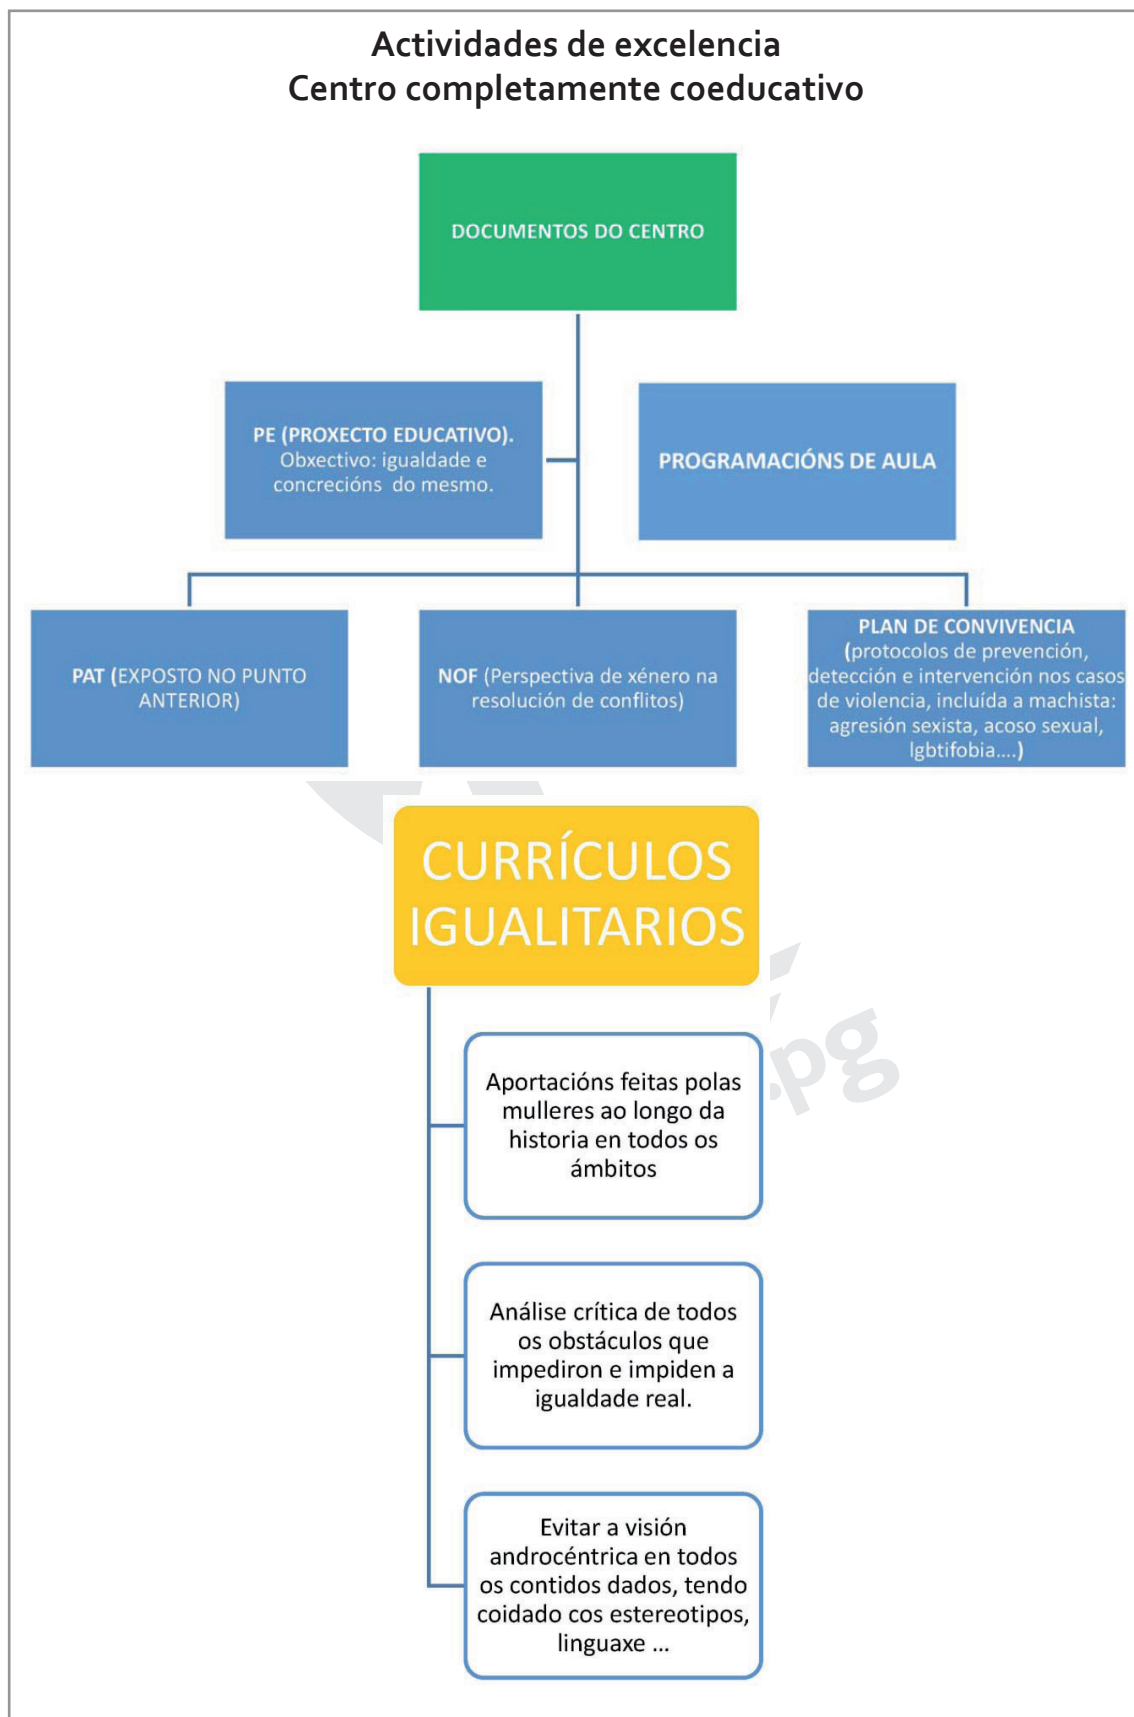 Actividades de excelencia
Centro completamente coeducativo
DOCUMENTOS DO CENTRO
PE (PROXECTO EDUCATIVO).
Obxectivo: igualdade e
concrecións do mesmo.
PROGRAMACIÓNS DE AULA
PAT (EXPOSTO NO PUNTO
ANTERIOR)
NOF (Perspectiva de xénero na
resolución de conflitos)
PLAN DE CONVIVENCIA
(protocolos de prevención,
detección e intervención nos casos
de violencia, incluída a machista:
agresión sexista, acoso sexual,
lgbtifobia....)
CURRÍCULOS
IGUALITARIOS
Aportacións feitas polas
mulleres ao longo da
historia en todos os
ámbitos
Análise crítica de todos
os obstáculos que
impediron e impiden a
igualdade real.
Evitar a visión
androcéntrica en todos
os contidos dados, tendo
coidado cos estereotipos,
linguaxe ...